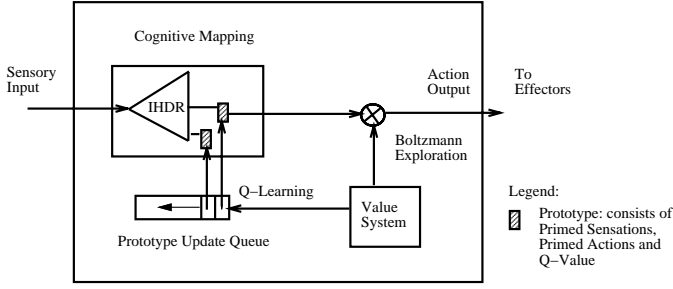 Cognitive Mapping
Sensory
Input
IHDR
Action
Output
To
Effectors
Boltzmann
Exploration
Q–Learning
Value
System
Prototype Update Queue
Legend:
Prototype: consists of
Primed Sensations,
Primed Actions and
Q–Value